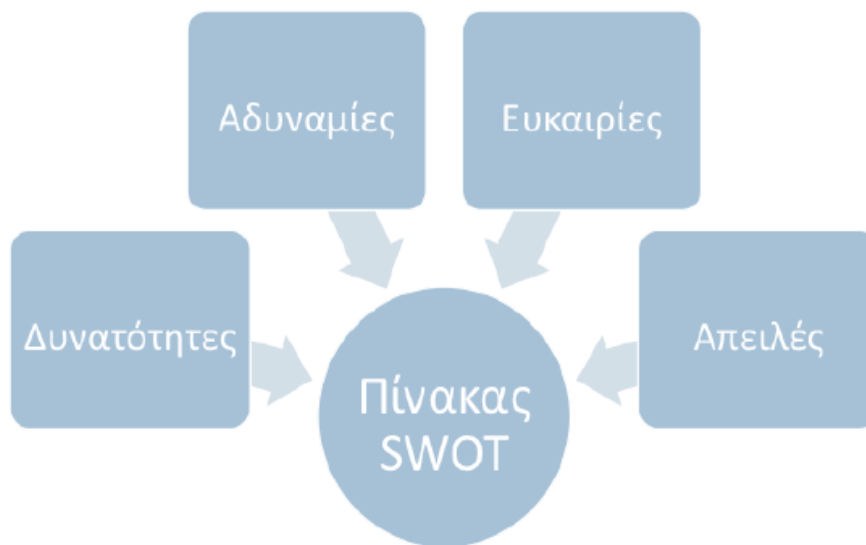 Αδυναμίες
Ευκαιρίες
Δυνατότητες
Απειλές
Πίνακας
SWOT